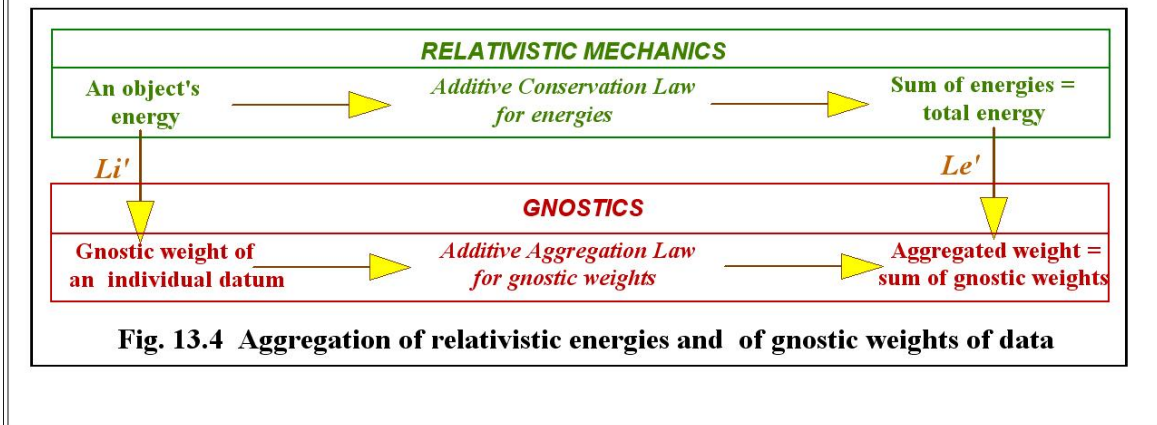 RELATIVISTIC MECHANICS
An object's
energy
Additive Conservation Law
for energies
Sum of energies =
total energy
Li'
Le'
GNOSTICS
Gnostic weight of
an individual datum
Additive Aggregation Law
for gnostic weights
Aggregated weight =
sum of gnostic weights
Fig. 13.4 Aggregation of relativistic energies and of gnostic weights of data